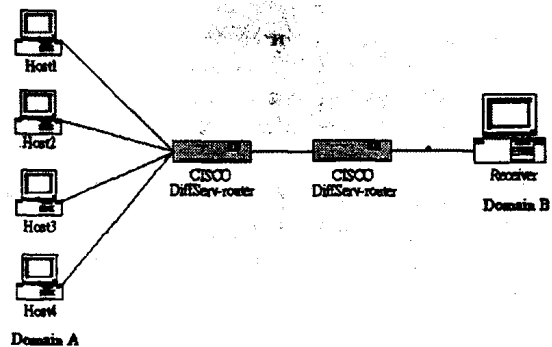 Host1
Host2
Host3
Host4
Domain A
CISCO
DiffServ-router
CISCO
DiffServ-router
Receiver
Domain B